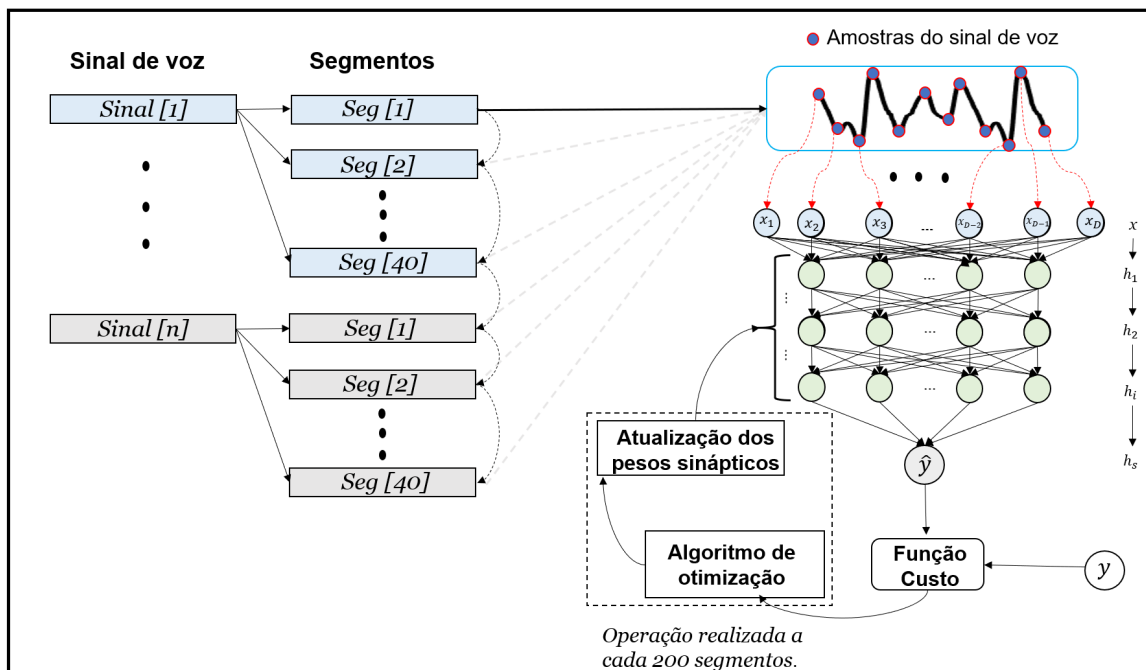 Sinal de voz
Segmentos
Amostras do sinal de voz
Sinal [1]
Seg [1]
Seg [2]
Seg [40]
Sinal [n]
Seg [1]
Seg [2]
Seg [40]
x₁ x₂ x₃ ... x_{D-2} x_{D-1} x_D x
... h₁
... h₂
... h_i
h_s
ŷ
Atualização dos
pesos sinápticos
Algoritmo de
otimização
Função
Custo
y
Operação realizada a
cada 200 segmentos.